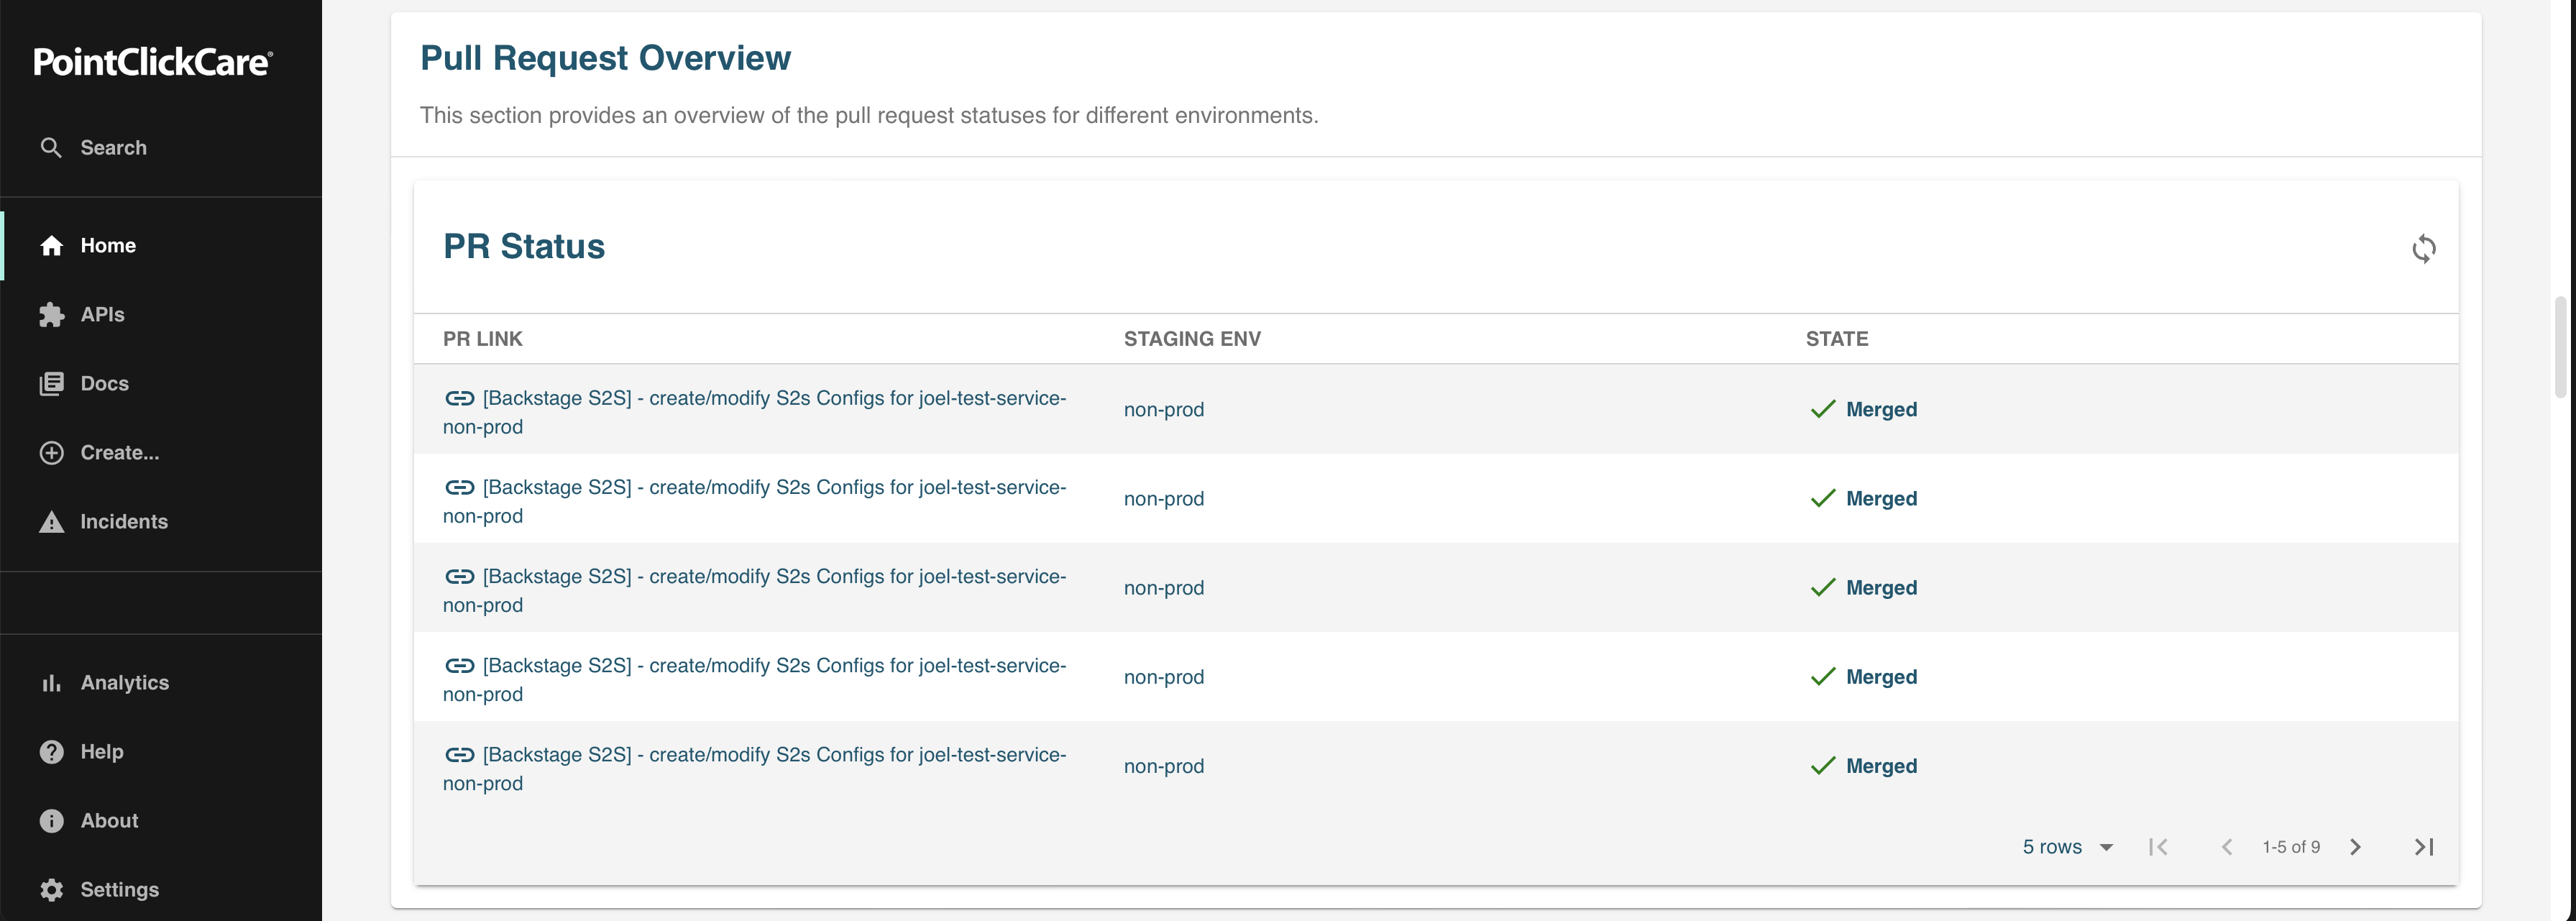 PointClickCare®
Search
Home
APIs
Docs
Create...
Incidents
Analytics
Help
About
Settings
Pull Request Overview
This section provides an overview of the pull request statuses for different environments.
PR Status
PR LINK STAGING ENV STATE
[Backstage S2S] - create/modify S2s Configs for joel-test-service-
non-prod
non-prod
Merged
[Backstage S2S] - create/modify S2s Configs for joel-test-service-
non-prod
non-prod
Merged
[Backstage S2S] - create/modify S2s Configs for joel-test-service-
non-prod
non-prod
Merged
[Backstage S2S] - create/modify S2s Configs for joel-test-service-
non-prod
non-prod
Merged
[Backstage S2S] - create/modify S2s Configs for joel-test-service-
non-prod
non-prod
Merged
5 rows 1-5 of 9